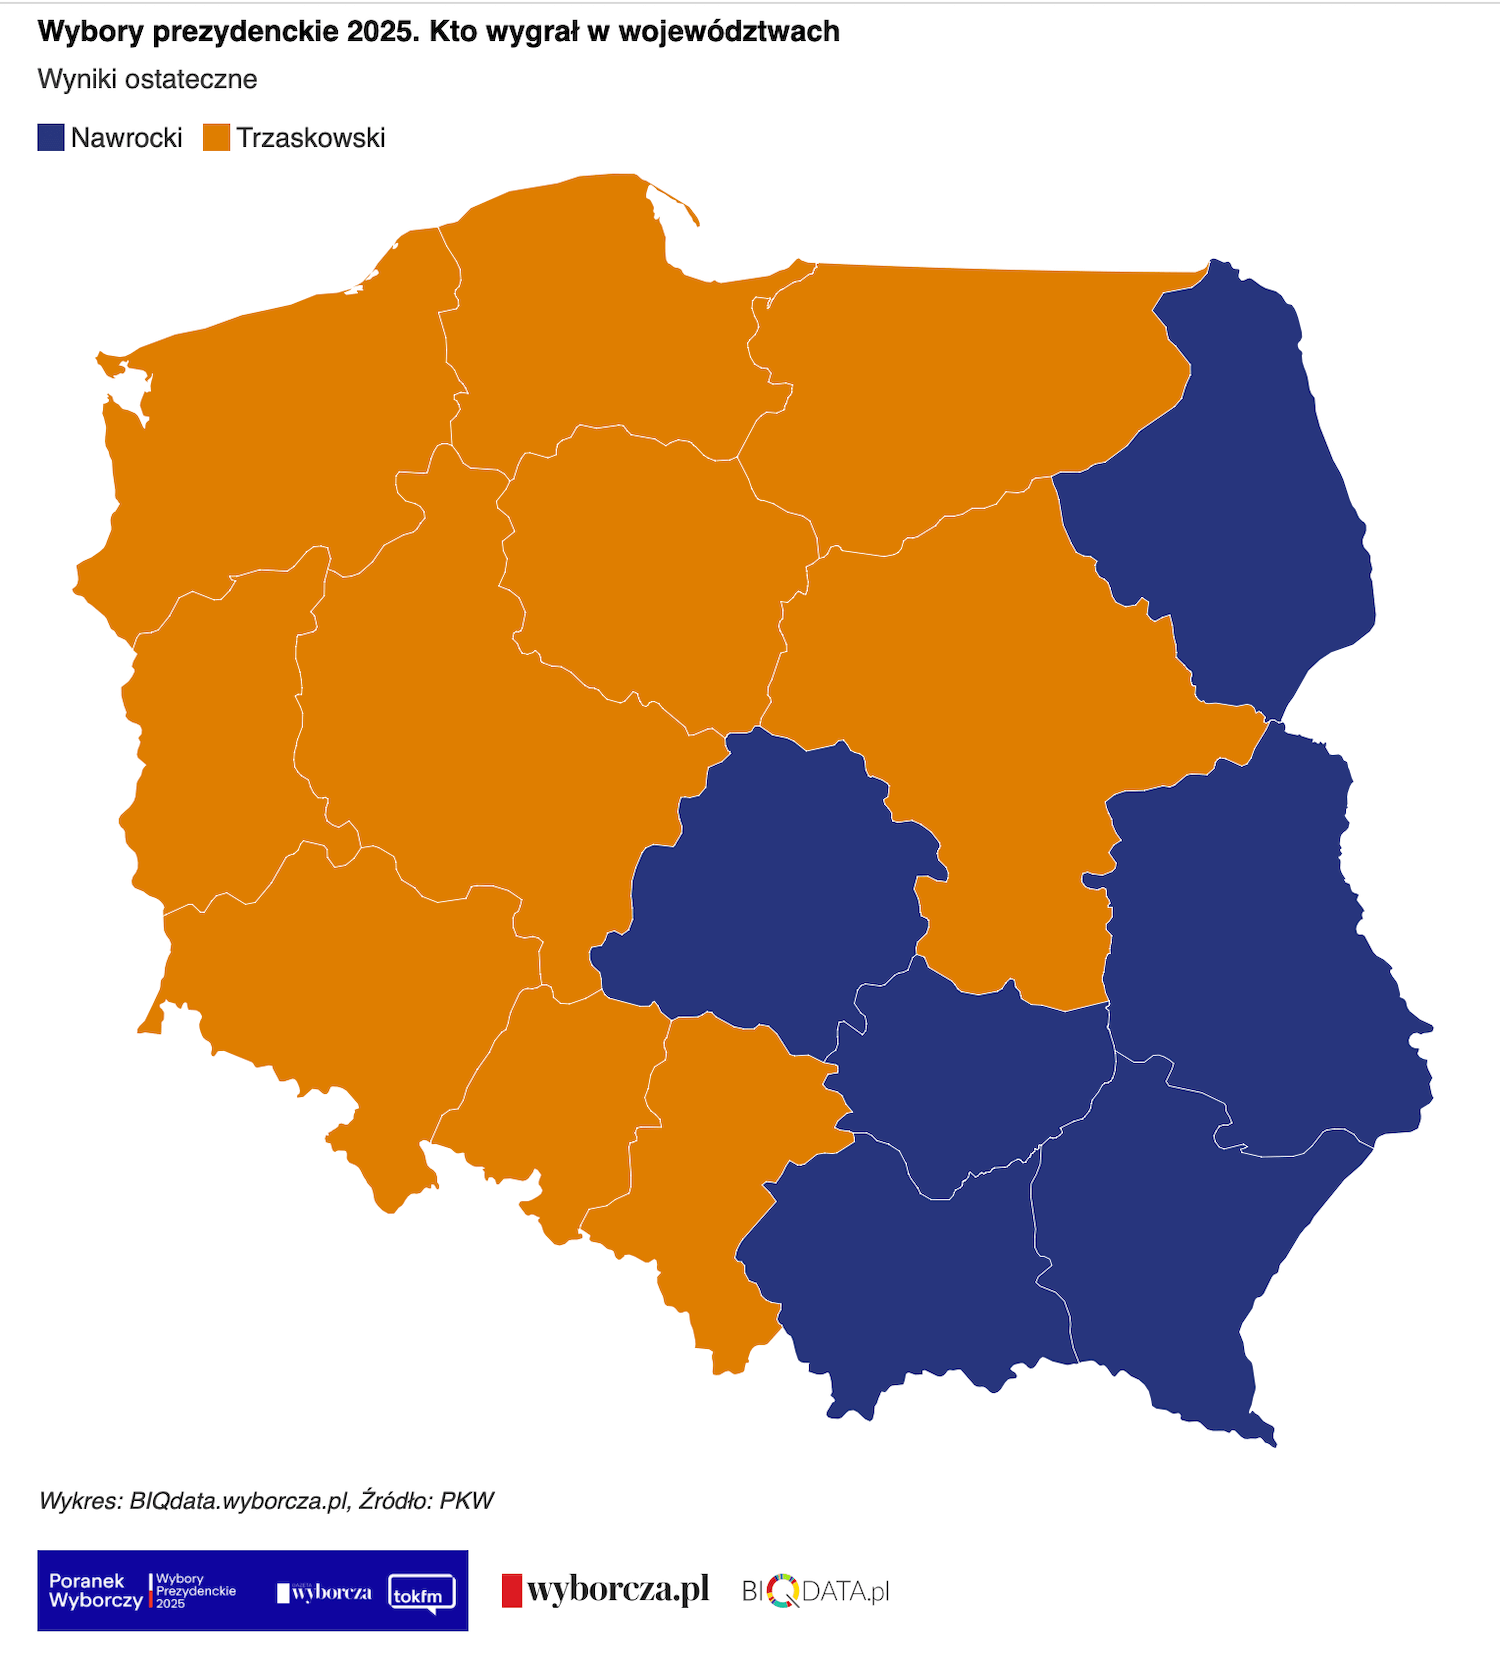 Wybory prezydenckie 2025. Kto wygrał w województwach
Wyniki ostateczne
Nawrocki Trzaskowski
Wykres: BIQdata.wyborcza.pl, Źródło: PKW
Poranek
Wyborczy
Wybory
Prezydenckie
2025
wyborcza
tokfm
wyborcza.pl
BIQDATA.pl